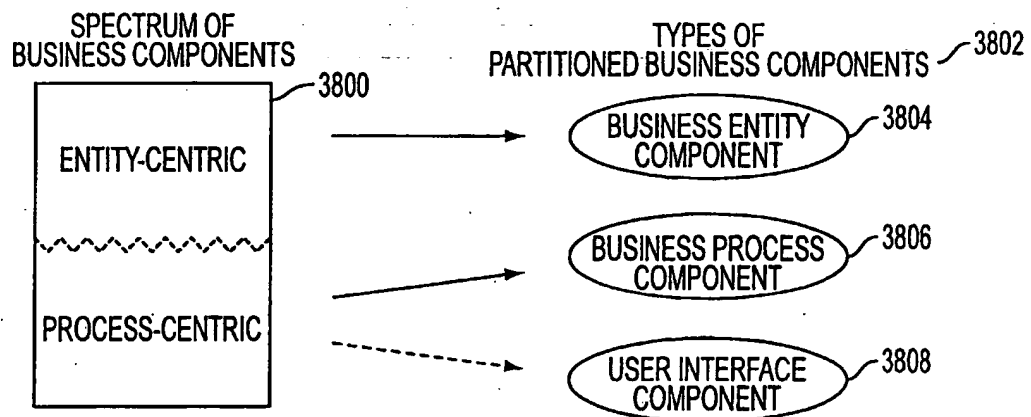 SPECTRUM OF
BUSINESS COMPONENTS
3800
ENTITY-CENTRIC
PROCESS-CENTRIC
TYPES OF
PARTITIONED BUSINESS COMPONENTS
3802
BUSINESS ENTITY
COMPONENT
3804
BUSINESS PROCESS
COMPONENT
3806
USER INTERFACE
COMPONENT
3808